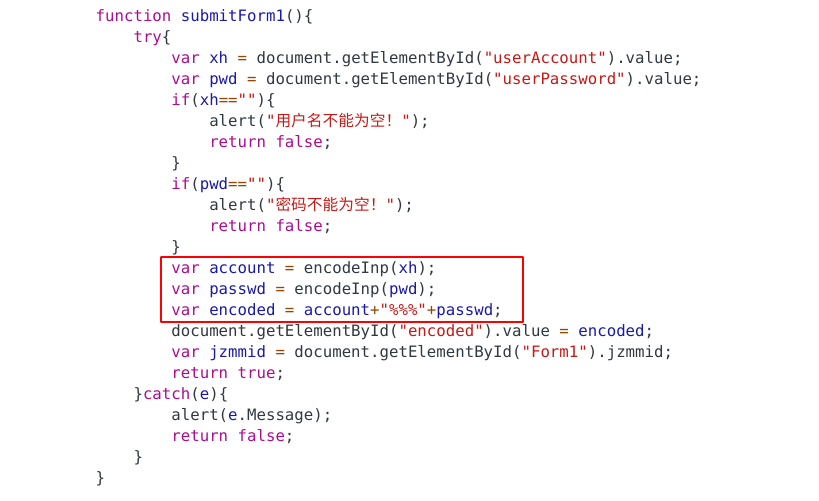 function submitForm1(){
try{
var xh = document.getElementById("userAccount").value;
var pwd = document.getElementById("userPassword").value;
if(xh==""){
alert("用户名不能为空！");
return false;
}
if(pwd==""){
alert("密码不能为空！");
return false;
}
var account = encodeInp(xh);
var passwd = encodeInp(pwd);
var encoded = account+"%%%"+passwd;
document.getElementById("encoded").value = encoded;
var jzmmid = document.getElementById("Form1").jzmmid;
return true;
}catch(e){
alert(e.Message);
return false;
}
}